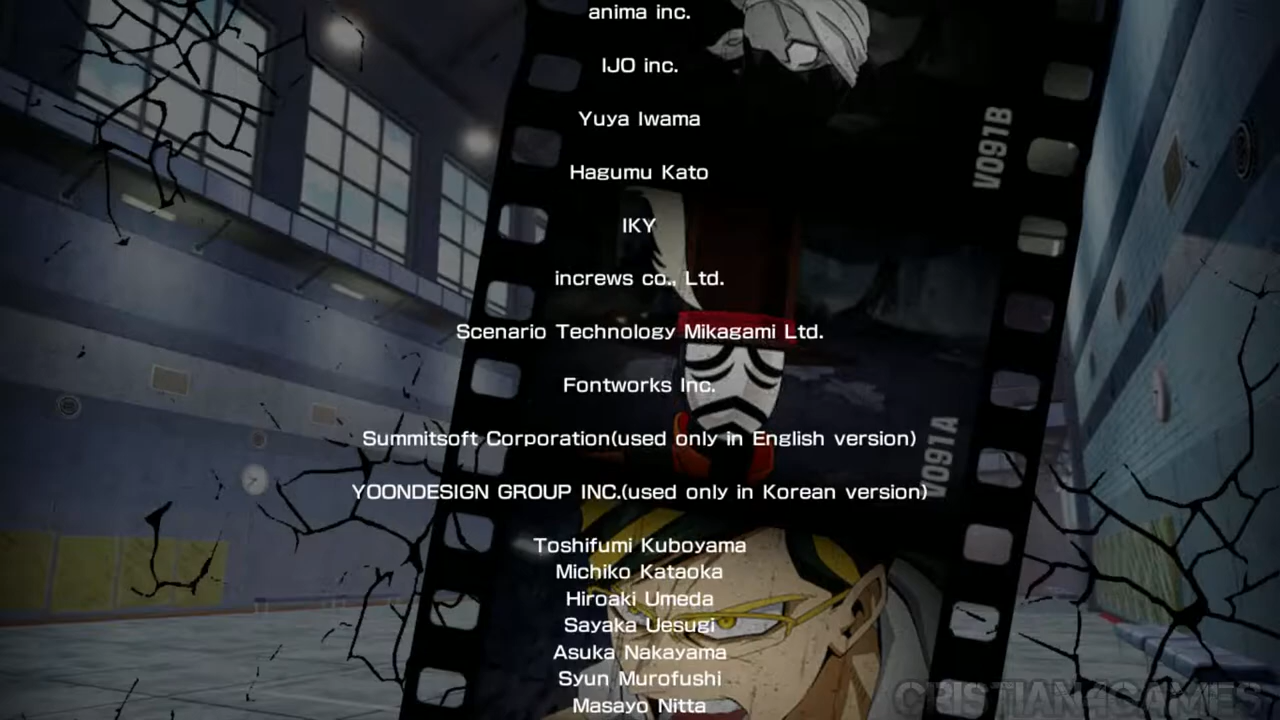 anima inc.
IJO inc.
Yuya Iwama
V091B
Hagumu Kato
IKY
increws co., Ltd.
Scenario Technology Mikagami Ltd.
Fontworks Inc.
Summitsoft Corporation(used only in English version)
V091A
YOONDESIGN GROUP INC.(used only in Korean version)
Toshifumi Kuboyama
Michiko Kataoka
Hiroaki Umeda
Sayaka Uesugi
Asuka Nakayama
Syun Murofushi
Masayo Nitta
CRISTIAN4GAMES